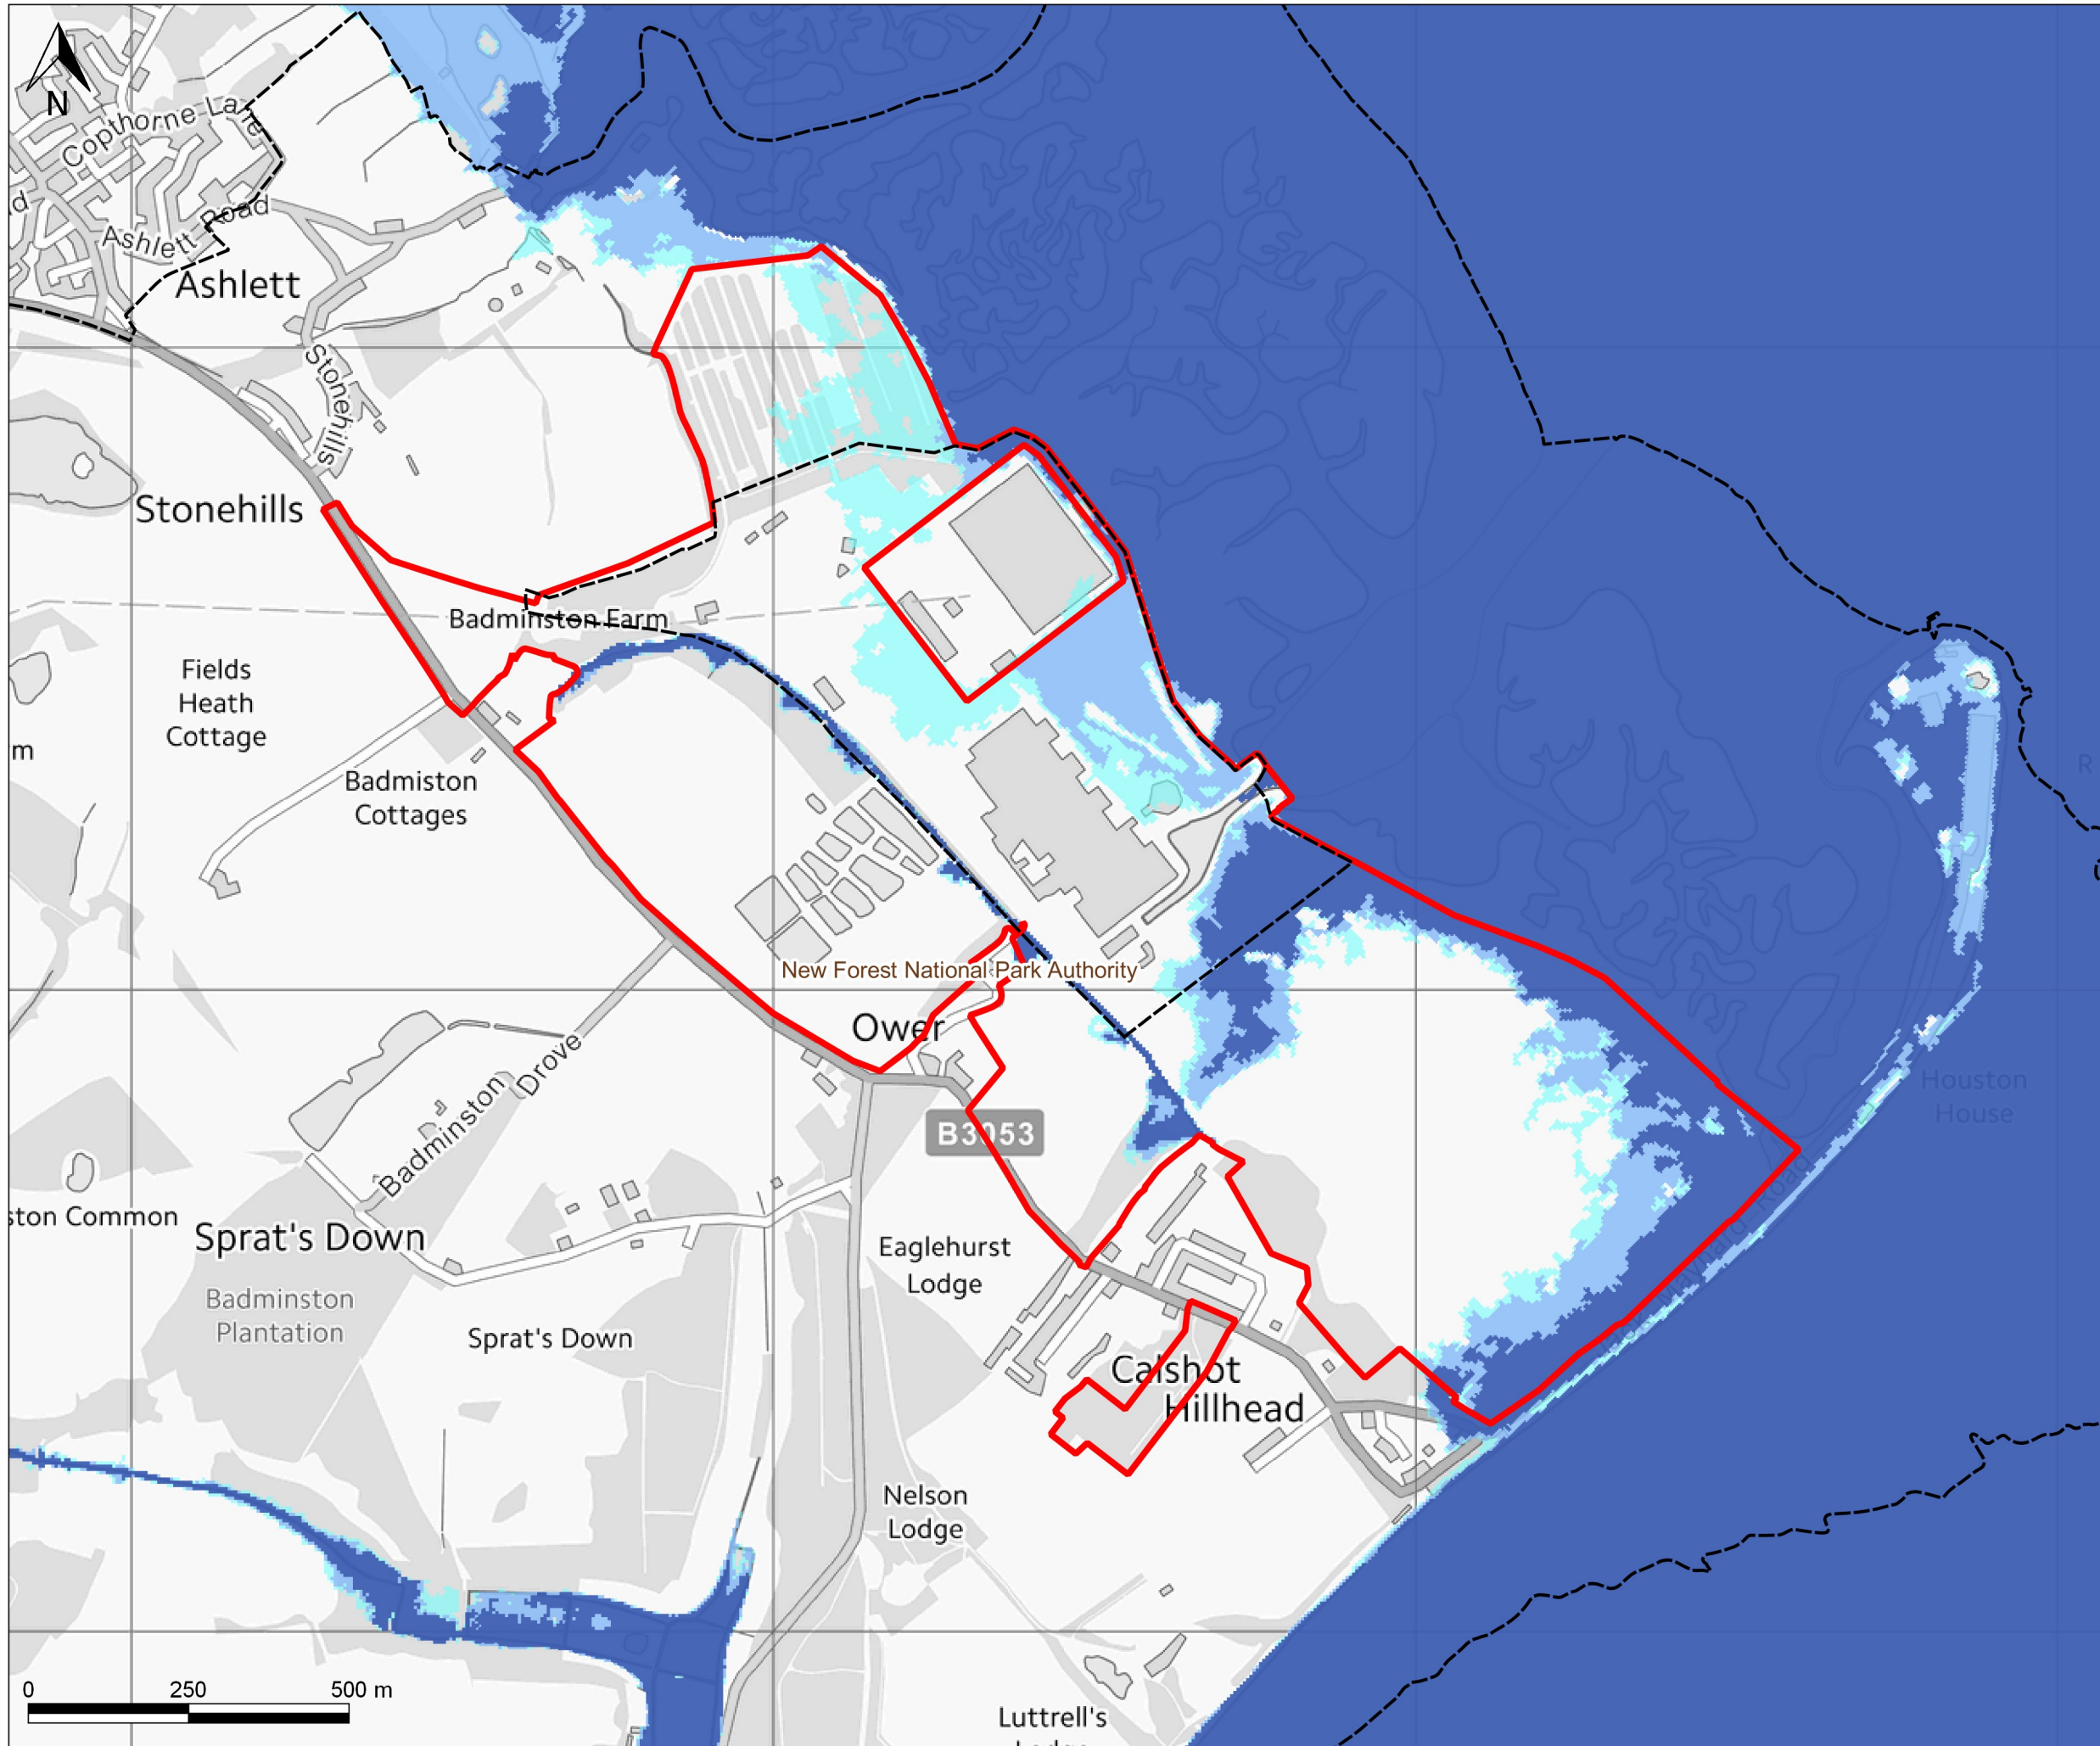 N
Copthorne Lane
Ashlett Road
Ashlett
Stonehills
Stonehills
Badminston Farm
Fields
Heath
Cottage
m
Badmiston
Cottages
R
New Forest National Park Authority
Ower
Badminston Drove
B3053
Houston
House
ston Common
Sprat's Down
Badminston
Plantation
Sprat's Down
Eaglehurst
Lodge
Calshot
Hillhead
Nelson
Lodge
0 250 500 m
Luttrell's